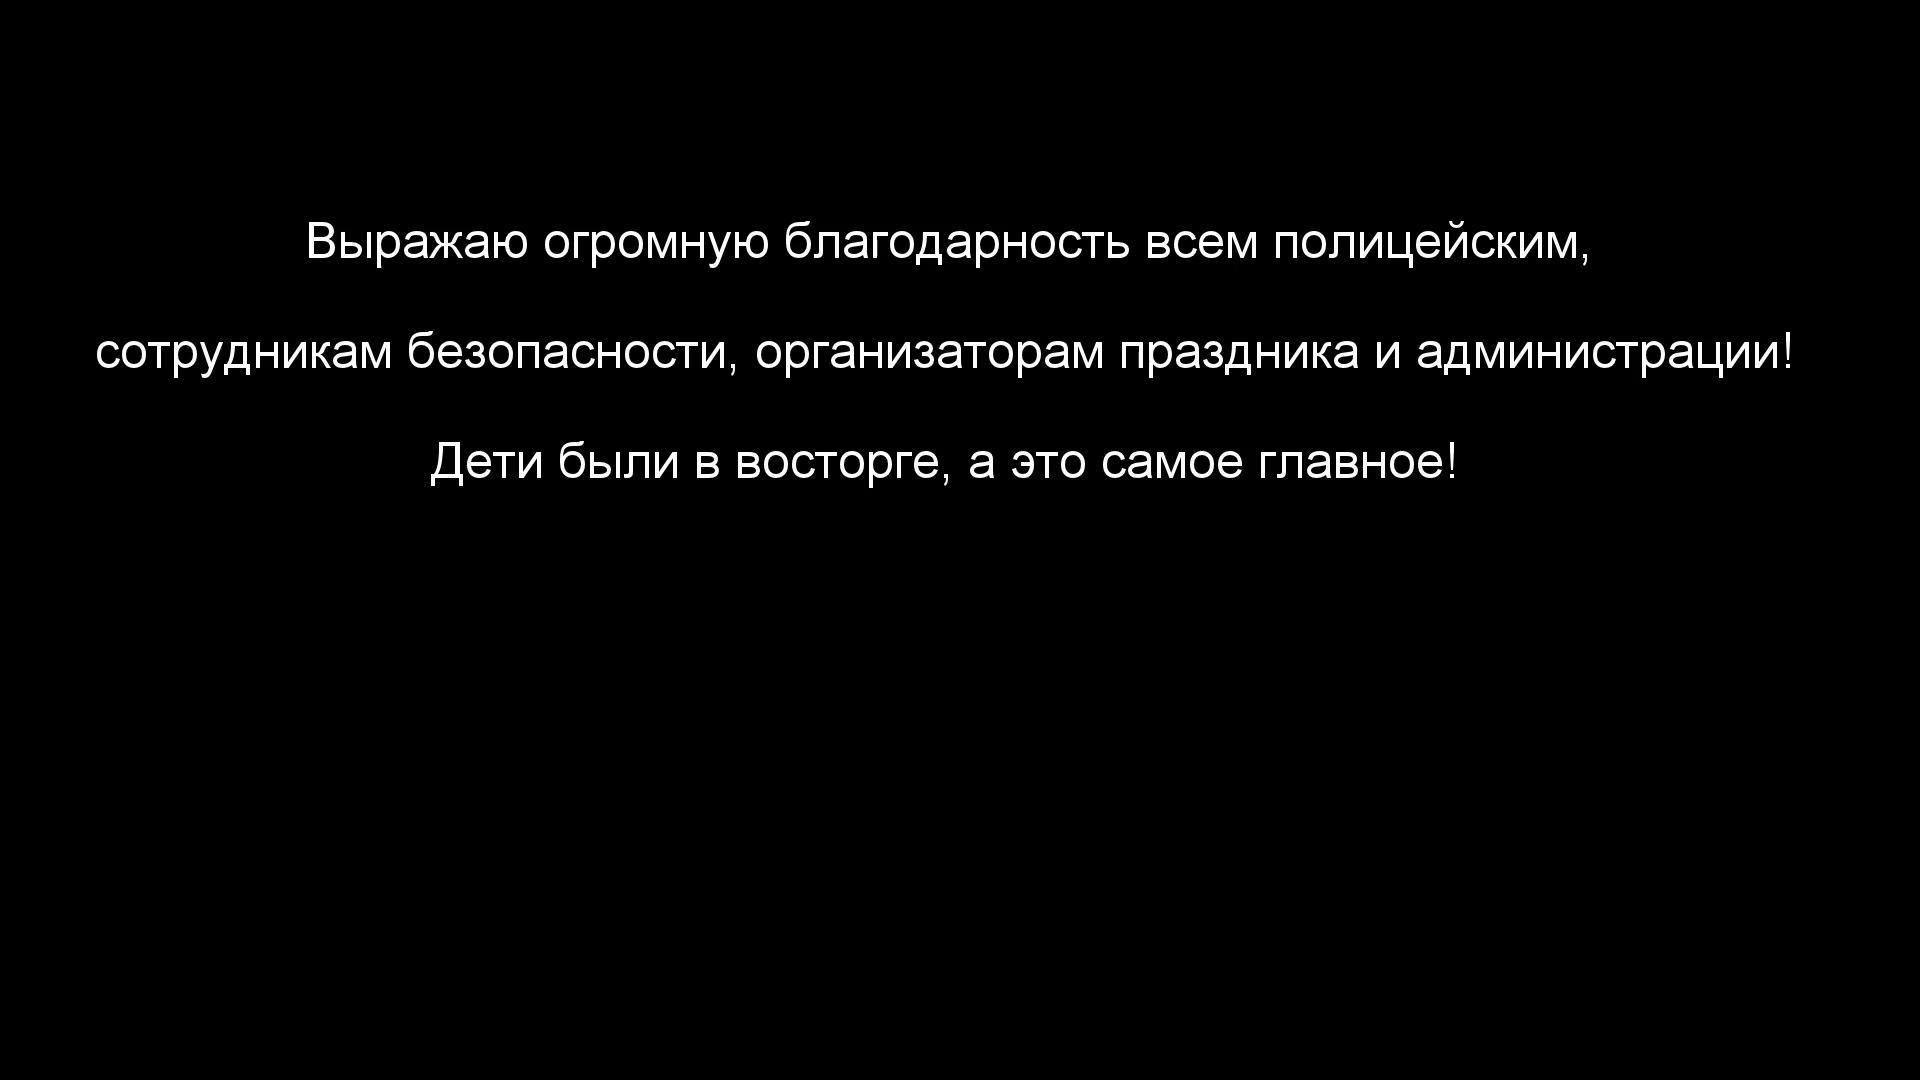 Выражаю огромную благодарность всем полицейским,
сотрудникам безопасности, организаторам праздника и администрации!
Дети были в восторге, а это самое главное!